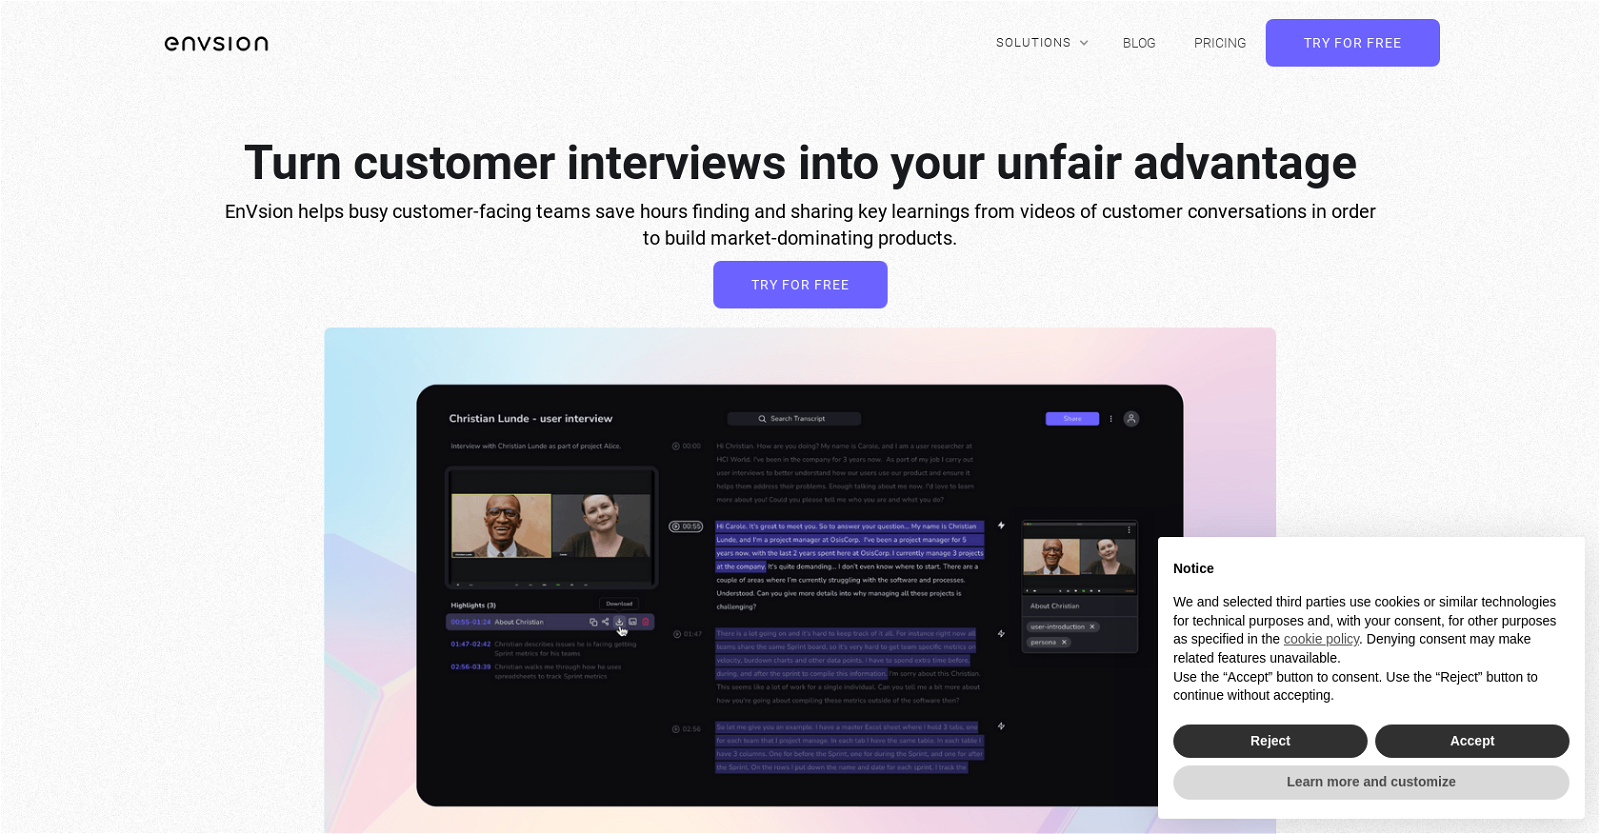 envsion
SOLUTIONS
BLOG
PRICING
TRY FOR FREE
Turn customer interviews into your unfair advantage
EnVsion helps busy customer-facing teams save hours finding and sharing key learnings from videos of customer conversations in order
to build market-dominating products.
TRY FOR FREE
Christian Lunde - user interview
Search Transcript
Share
Interview with Christian Lunde as part of project Alice.
00:00
Hi Christian. How are you doing? My name is Carole, and I am a user researcher at
HCI World. I've been in the company for 3 years now. As part of my job I carry out
user interviews to better understand how our users use our product and ensure it
helps them address their problems. Enough talking about me now. I'd love to learn
more about you! Could you please tell me who you are and what you do?
00:55
Hi Carole. It's great to meet you. So to answer your question... My name is Christian
Lunde, and I'm a project manager at OsisCorp. I've been a project manager for 5
years now, with the last 2 years spent here at OsisCorp. I currently manage 3 projects
at the company. It's quite demanding... I don't even know where to start. There are a
couple of areas where I'm currently struggling with the software and processes.
Understood. Can you give more details into why managing all these projects is
challenging?
Highlights (3)
Download
00:55-01:24 About Christian
01:47-02:42 Christian describes issues he is facing getting
Sprint metrics for his teams
02:56-03:39 Christian walks me through how he uses
spreadsheets to track Sprint metrics
01:47
There is a lot going on and it's hard to keep track of it all. For instance right now all
teams share the same Sprint board, so it's very hard to get team specific metrics on
velocity, burdown charts and other data points. I have to spend extra time before
during, and after the sprint to compile this information. I'm sorry about this Christian.
This seems like a lot of work for a single individual. Can you tell me a bit more about
how you're going about compiling these metrics outside of the software then?
02:56
So let me give you an example. I have a master Excel sheet where I hold 3 tabs, one
for each team that I project manage. In each tab I have the same table. In each table I
have 3 columns. One for before the Sprint, one for during the Sprint, and one for after
the Sprint. On the rows I put down the name and date for each sprint. I track the
About Christian
user-introduction ×
persona ×
Notice
We and selected third parties use cookies or similar technologies
for technical purposes and, with your consent, for other purposes
as specified in the cookie policy. Denying consent may make
related features unavailable.
Use the “Accept” button to consent. Use the “Reject” button to
continue without accepting.
Reject
Accept
Learn more and customize